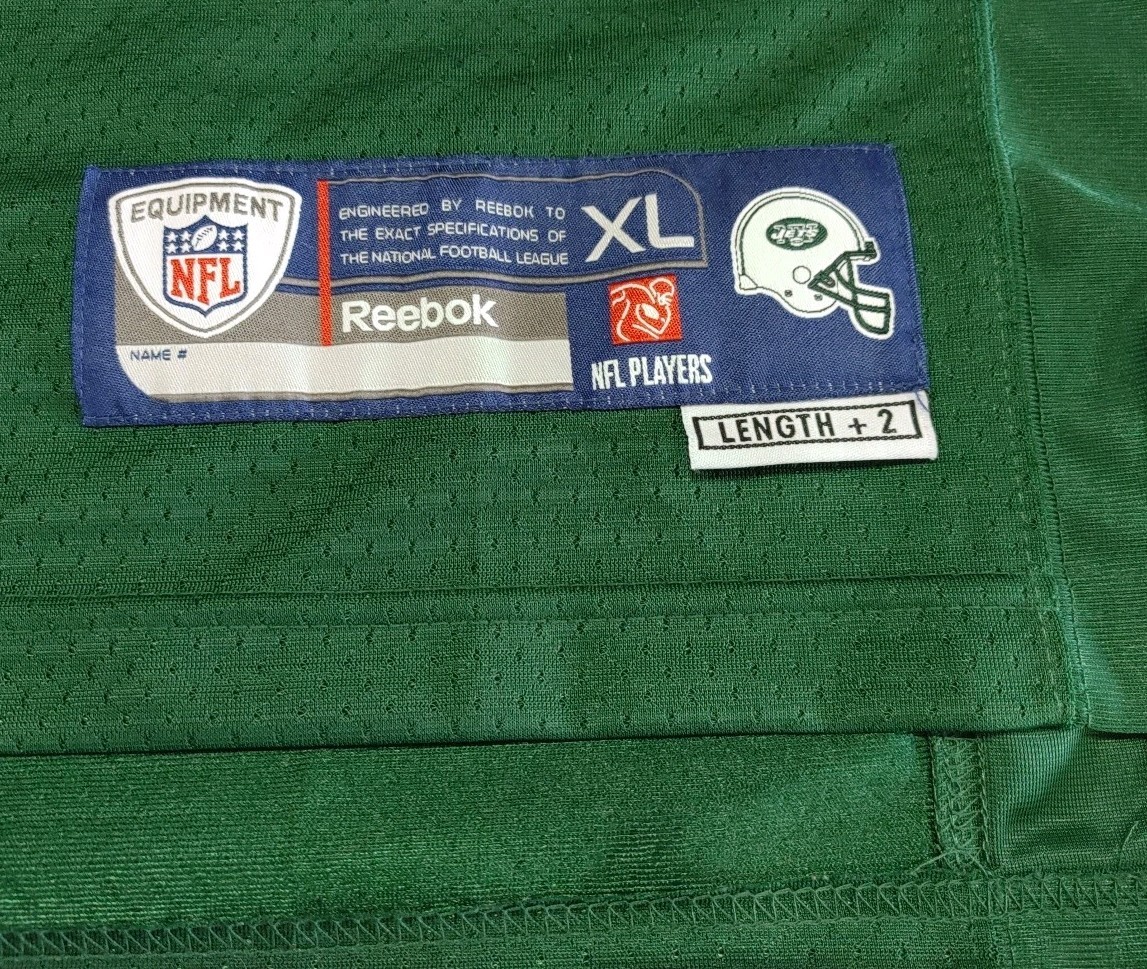 EQUIPMENT
NFL
ENGINEERED BY REEBOK TO
THE EXACT SPECIFICATIONS OF
THE NATIONAL FOOTBALL LEAGUE
XL
Reebok
NAME #
NFL PLAYERS
JETS
LENGTH + 2